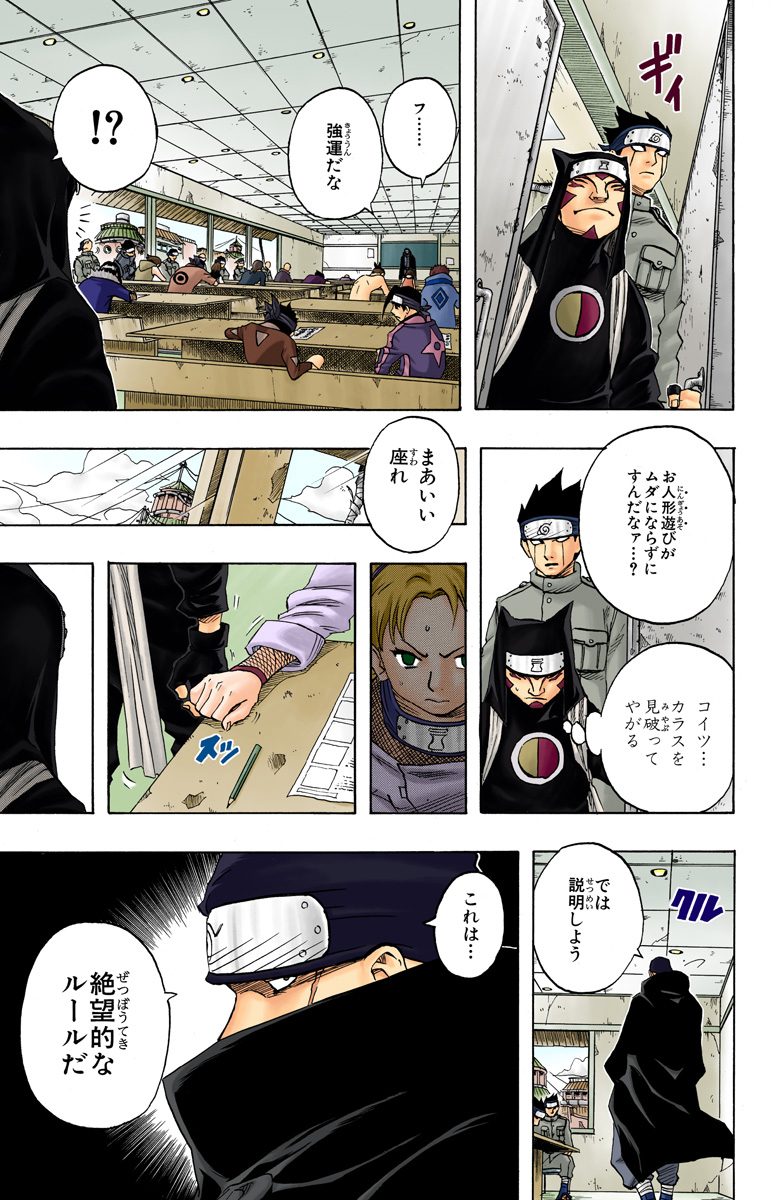 ギイ
フ……
強運だ
な
!?
お人形遊びが
ムダにならずに
すんだなァ…?
コイツ…
カラスを
見破って
やがる
まあいい
座れ
スッ
クル
では
説明しよう
これは…
絶望的な
ルールだ